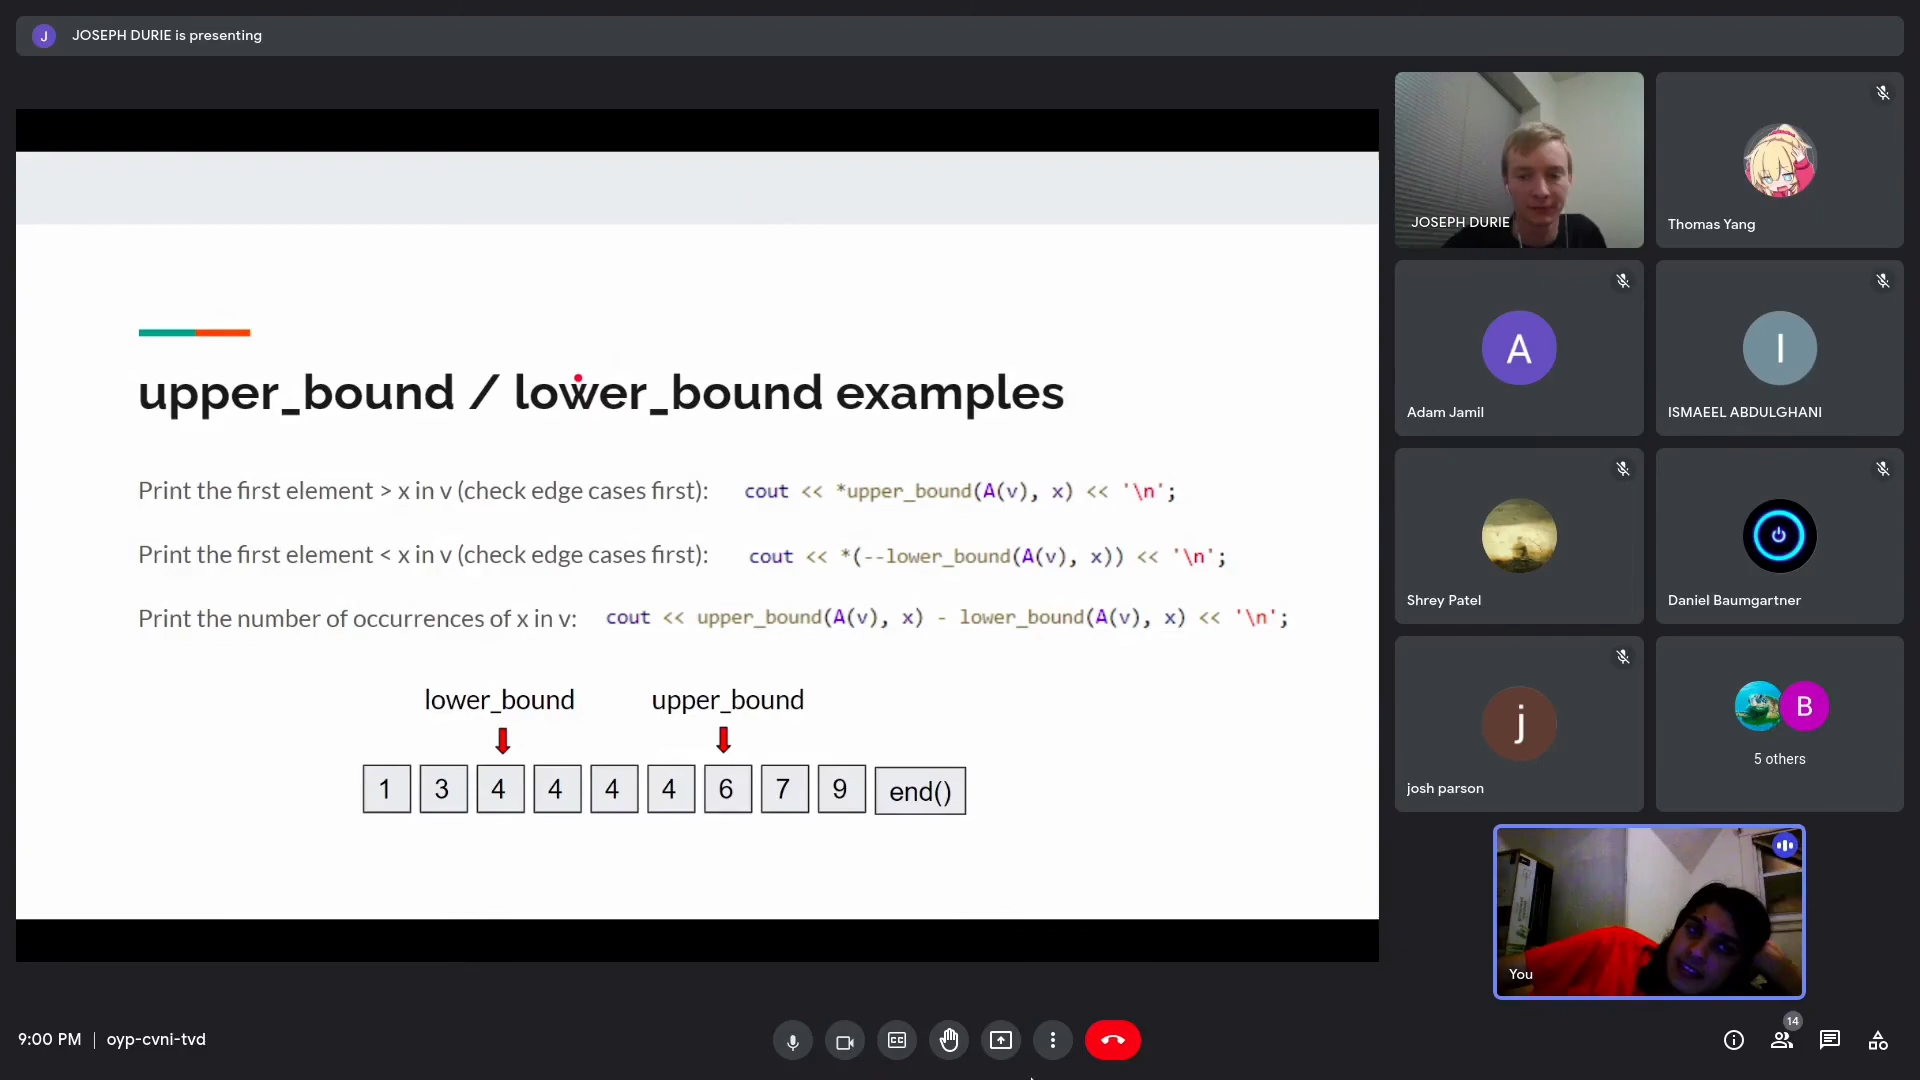 J JOSEPH DURIE is presenting
upper_bound / lower_bound examples
Print the first element > x in v (check edge cases first): cout << *upper_bound(A(v), x) << '\n';
Print the first element < x in v (check edge cases first): cout << *(--lower_bound(A(v), x)) << '\n';
Print the number of occurrences of x in v: cout << upper_bound(A(v), x) - lower_bound(A(v), x) << '\n';
lower_bound upper_bound
1 3 4 4 4 4 6 7 9 end()
JOSEPH DURIE
Thomas Yang
A
Adam Jamil
I
ISMAEEL ABDULGHANI
Shrey Patel
Daniel Baumgartner
j
josh parson
B
5 others
You
9:00 PM | oyp-cvni-tvd
CC
14